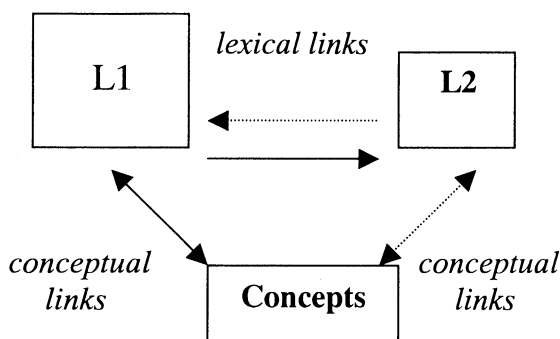 lexical links
L1
L2
conceptual
links
conceptual
links
Concepts